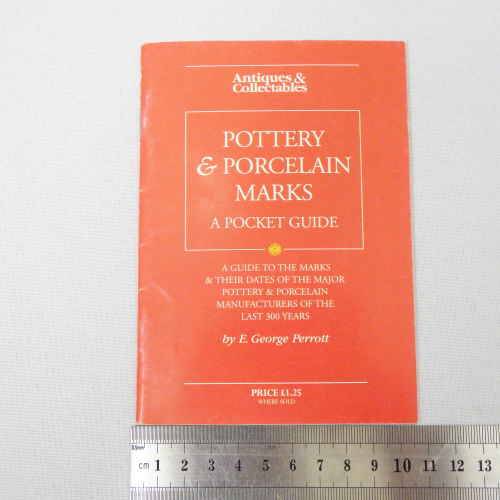 Antiques &
Collectables
POTTERY
& PORCELAIN
MARKS
A POCKET GUIDE
A GUIDE TO THE MARKS
& THEIR DATES OF THE MAJOR
POTTERY & PORCELAIN
MANUFACTURERS OF THE
LAST 300 YEARS
by E. George Perrott
PRICE £1.25
WHERE SOLD
0.5mm
cm 1 2 3 4 5 6 7 8 9 10 11 12 13